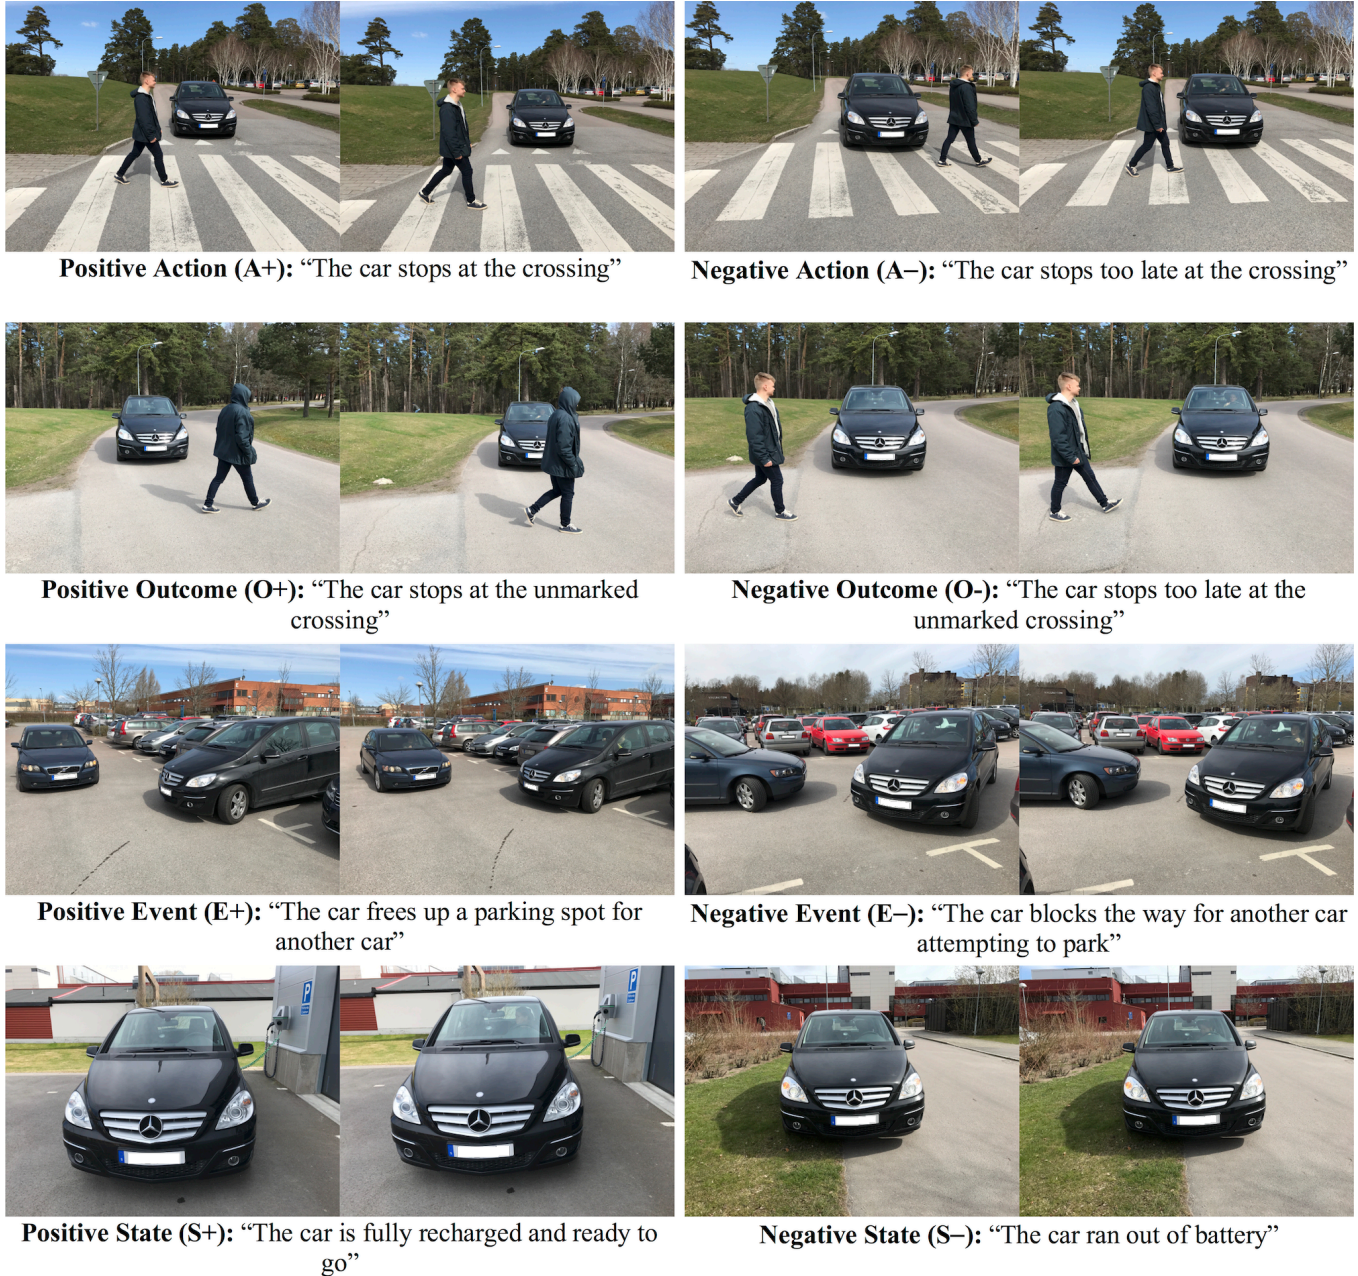 Positive Action (A+): “The car stops at the crossing”
Negative Action (A−): “The car stops too late at the crossing”
Positive Outcome (O+): “The car stops at the unmarked
crossing”
Negative Outcome (O-): “The car stops too late at the
unmarked crossing”
Positive Event (E+): “The car frees up a parking spot for
another car”
Negative Event (E−): “The car blocks the way for another car
attempting to park”
P
Positive State (S+): “The car is fully recharged and ready to
go”
P
Negative State (S−): “The car ran out of battery”